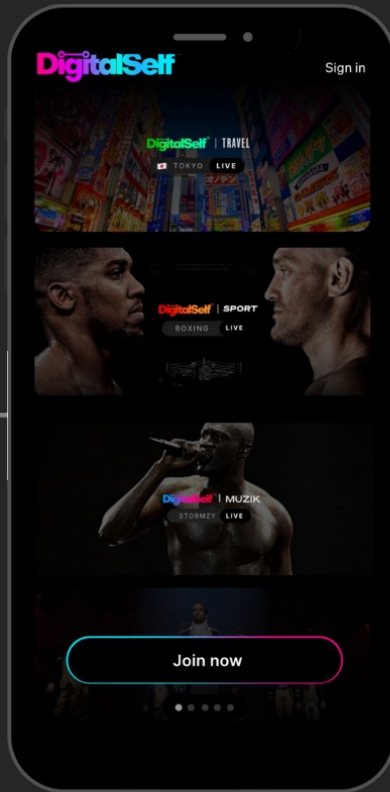 DigitalSelf
Sign in
DigitalSelf | TRAVEL
TOKYO LIVE
DigitalSelf | SPORT
BOXING LIVE
DigitalSelf | MUZIK
STORMZY LIVE
Join now